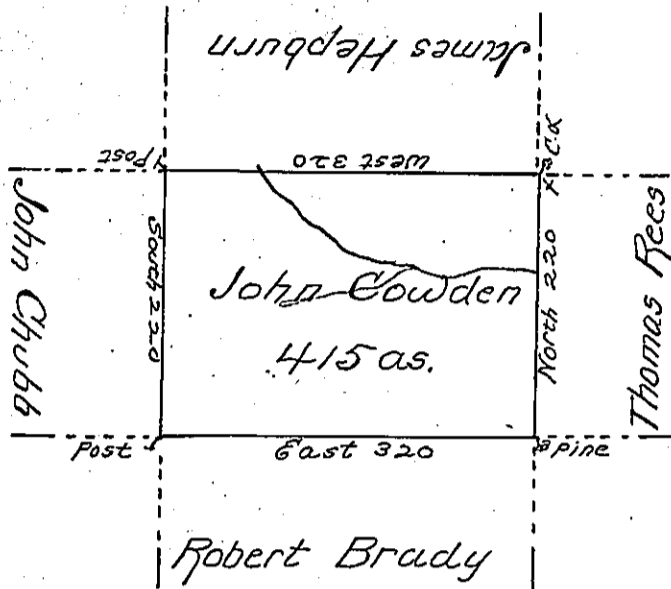 James Hepburn
Post
West 320
C.K
John Chubb
South 220
John Cowden
415 as.
North 220
Thomas Rees
Post
East 320
a Pine
Robert Brady